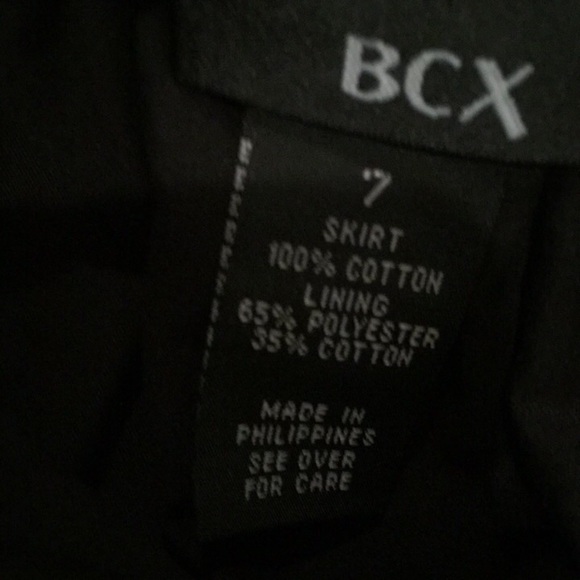 BCX
7
SKIRT
100% COTTON
LINING
65% POLYESTER
35% COTTON
MADE IN
PHILIPPINES
SEE OVER
FOR CARE